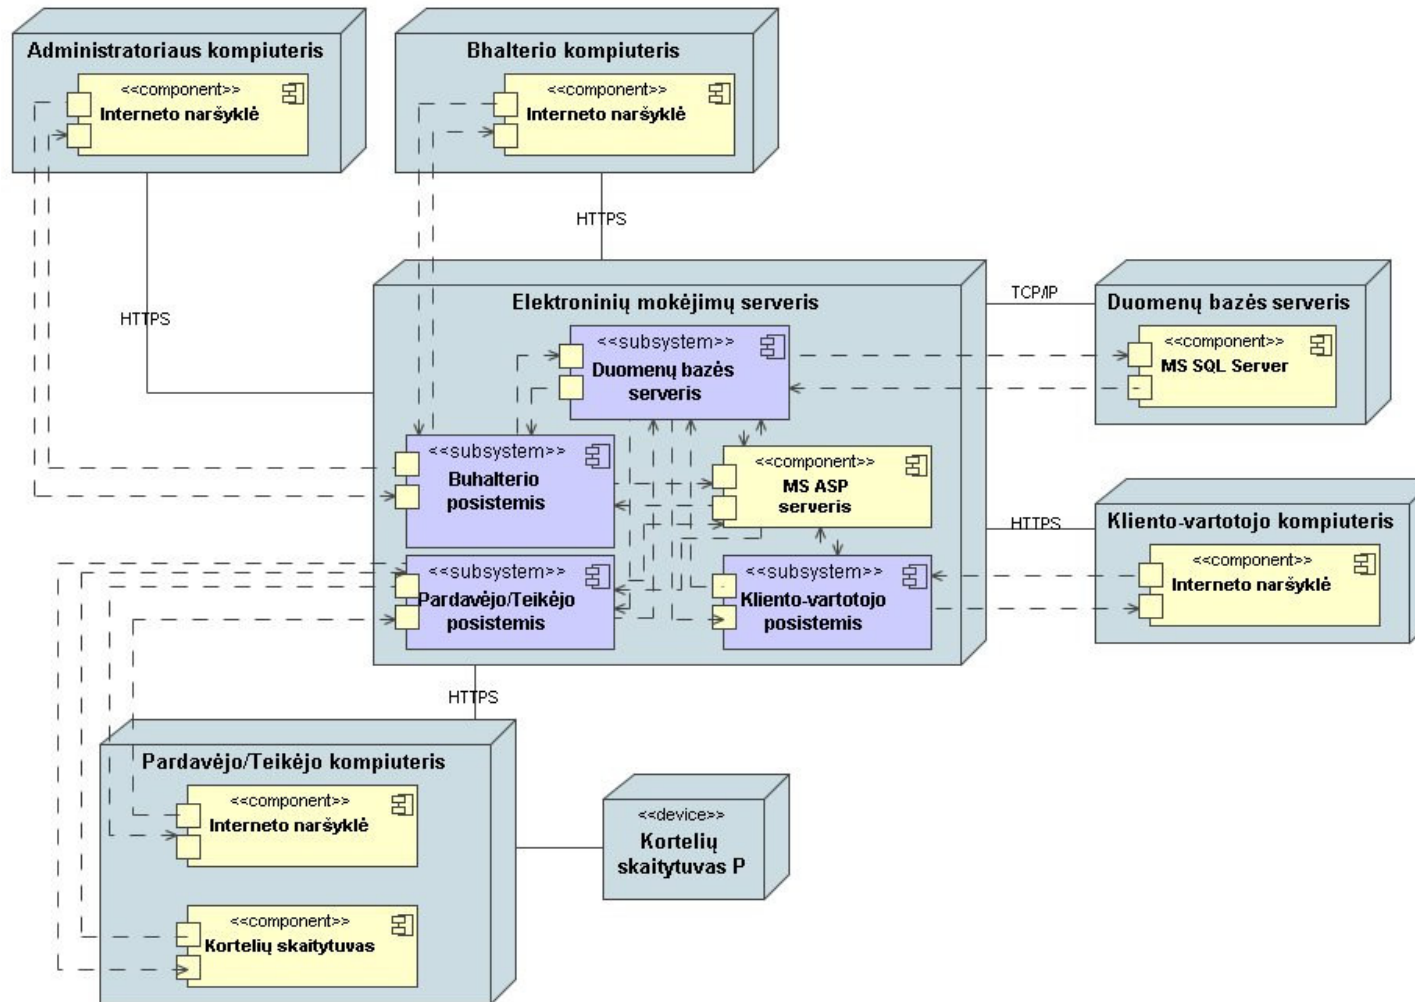 Administratoriaus kompiuteris
<<component>>
Interneto naršyklė
Bhalterio kompiuteris
<<component>>
Interneto naršyklė
HTTPS
HTTPS
Elektroninių mokėjimų serveris
<<subsystem>>
Duomenų bazės
serveris
TCP/IP
Duomenų bazės serveris
<<component>>
MS SQL Server
<<subsystem>>
Buhalterio
posistemis
<<component>>
MS ASP
serveris
HTTPS
Kliento-vartotojo kompiuteris
<<component>>
Interneto naršyklė
<<subsystem>>
Pardavėjo/Teikėjo
posistemis
<<subsystem>>
Kliento-vartotojo
posistemis
HTTPS
Pardavėjo/Teikėjo kompiuteris
<<component>>
Interneto naršyklė
<<component>>
Kortelių skaitytuvas
<<device>>
Kortelių
skaitytuvas P